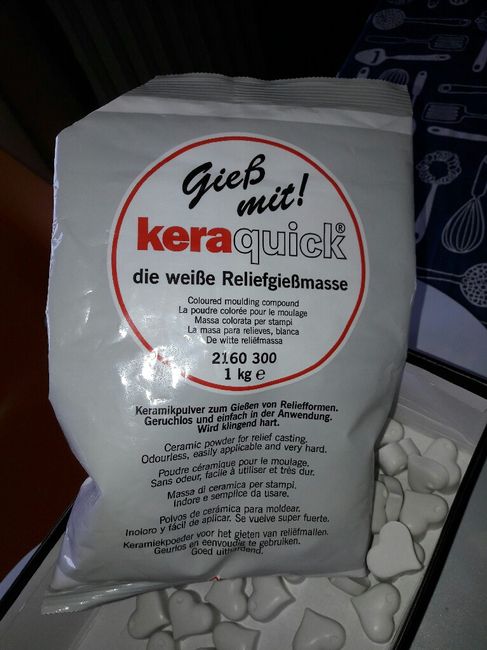 Gieß
mit!
keraquick®
die weiße Reliefgießmasse
Coloured moulding compound
La poudre colorée pour le moulage
Massa colorata per stampi
La masa para relieves, blanca
De witte reliëfmassa
2160 300
1 kg e
Keramikpulver zum Gießen von Reliefformen.
Geruchlos und einfach in der Anwendung.
Wird klingend hart.
Ceramic powder for relief casting.
Odourless, easily applicable and very hard.
Poudre céramique pour le moulage.
Sans odeur, facile à utiliser et très dur.
Massa di ceramica per stampi.
Indore e semplice da usare.
Polvos de cerámica para moldear.
Inoloro y fácil de aplicar. Se vuelve super fuerte.
Keramiekpoeder voor het gieten van reliëfmallen.
Geurlos en eenvoudig te gebruiken.
Goed uithardend.